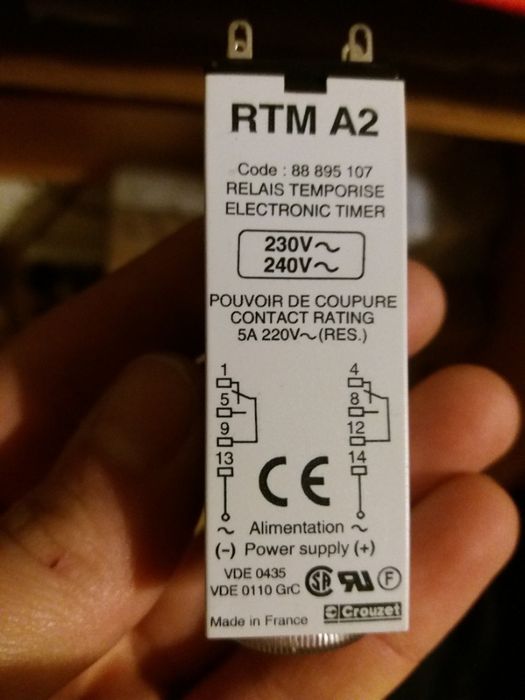 RTM A2
Code : 88 895 107
RELAIS TEMPORISE
ELECTRONIC TIMER
230V~
240V~
POUVOIR DE COUPURE
CONTACT RATING
5A 220V~(RES.)
1 4
5 8
9 12
13 14
CE
~ Alimentation ~
(-) Power supply (+)
VDE 0435
VDE 0110 GrC
SA UR F
Made in France Crouzet